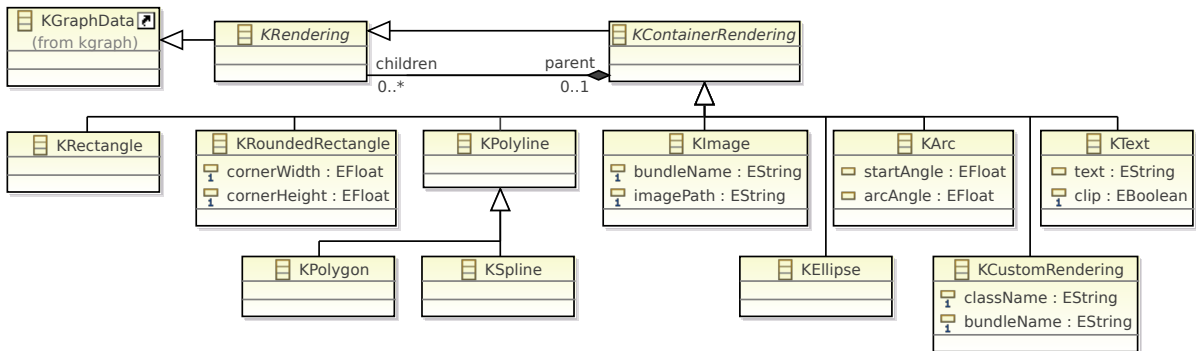 KGraphData
(from kgraph)
KRendering
KContainerRendering
children
parent
0..*
0..1
KRectangle
KRoundedRectangle
cornerWidth : EFloat
cornerHeight : EFloat
KPolyline
KImage
bundleName : EString
imagePath : EString
KArc
startAngle : EFloat
arcAngle : EFloat
KText
text : EString
clip : EBoolean
KPolygon
KSpline
KEllipse
KCustomRendering
className : EString
bundleName : EString